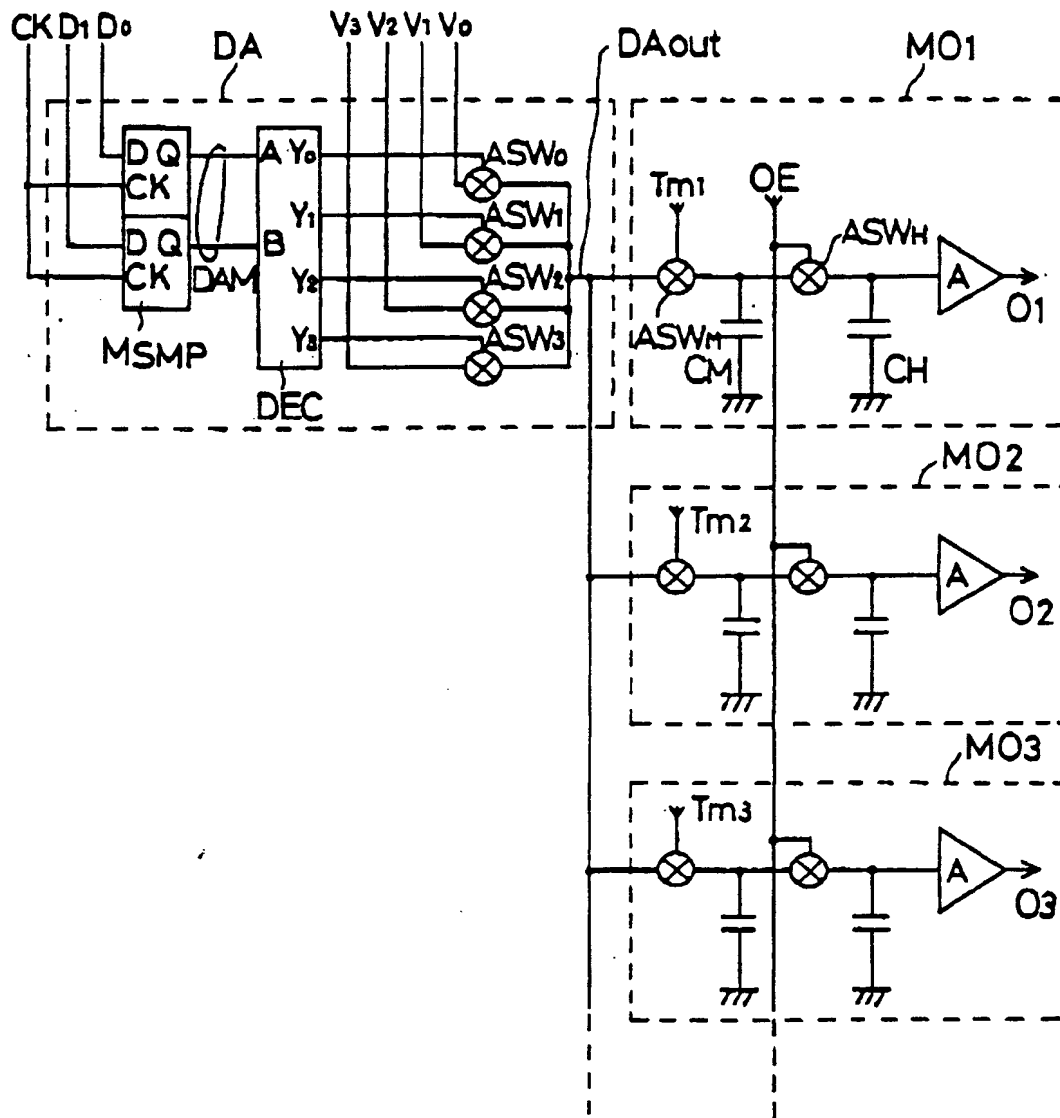 CK D1 D0 V3 V2 V1 V0
DA DAout MO1
D Q A Y0 ASW0 Tm1 OE
CK Y1 ASW1 ASWH
D Q B
CK DAM Y2 ASW2 A
O1
MSMP Y3 ASW3 ASWM CM CH
DEC
MO2
Tm2
A
O2
MO3
Tm3
A
O3